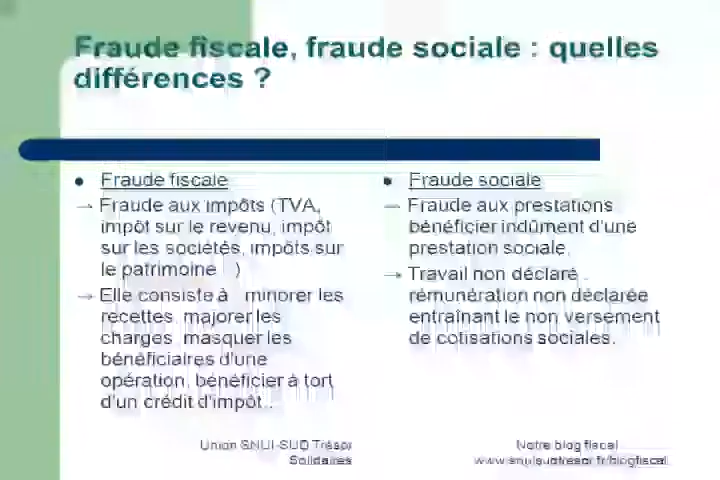 Fraude fiscale, fraude sociale : quelles
différences ?
Fraude fiscale
→ Fraude aux impôts (TVA,
impôt sur le revenu, impôt
sur les sociétés, impôts sur
le patrimoine...)
→ Elle consiste à : minorer les
recettes, majorer les
charges, masquer les
bénéficiaires d'une
opération, bénéficier à tort
d'un crédit d'impôt...
Fraude sociale
→ Fraude aux prestations :
bénéficier indûment d'une
prestation sociale,
→ Travail non déclaré :
rémunération non déclarée
entraînant le non versement
de cotisations sociales.
Union SNUI-SUD Trésor
Solidaires
Notre blog fiscal :
www.snuisudtresor.fr/blogfiscal